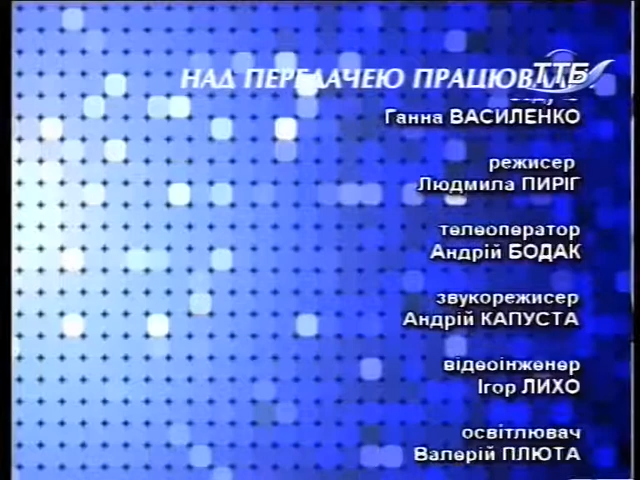 НАД ПЕРЕДАЧЕЮ ПРАЦЮВАЛИ
ТТБ
Ганна ВАСИЛЕНКО
режисер
Людмила ПИРІГ
телеоператор
Андрій БОДАК
звукорежисер
Андрій КАПУСТА
відеоінженер
Ігор ЛИХО
освітлювач
Валерій ПЛЮТА